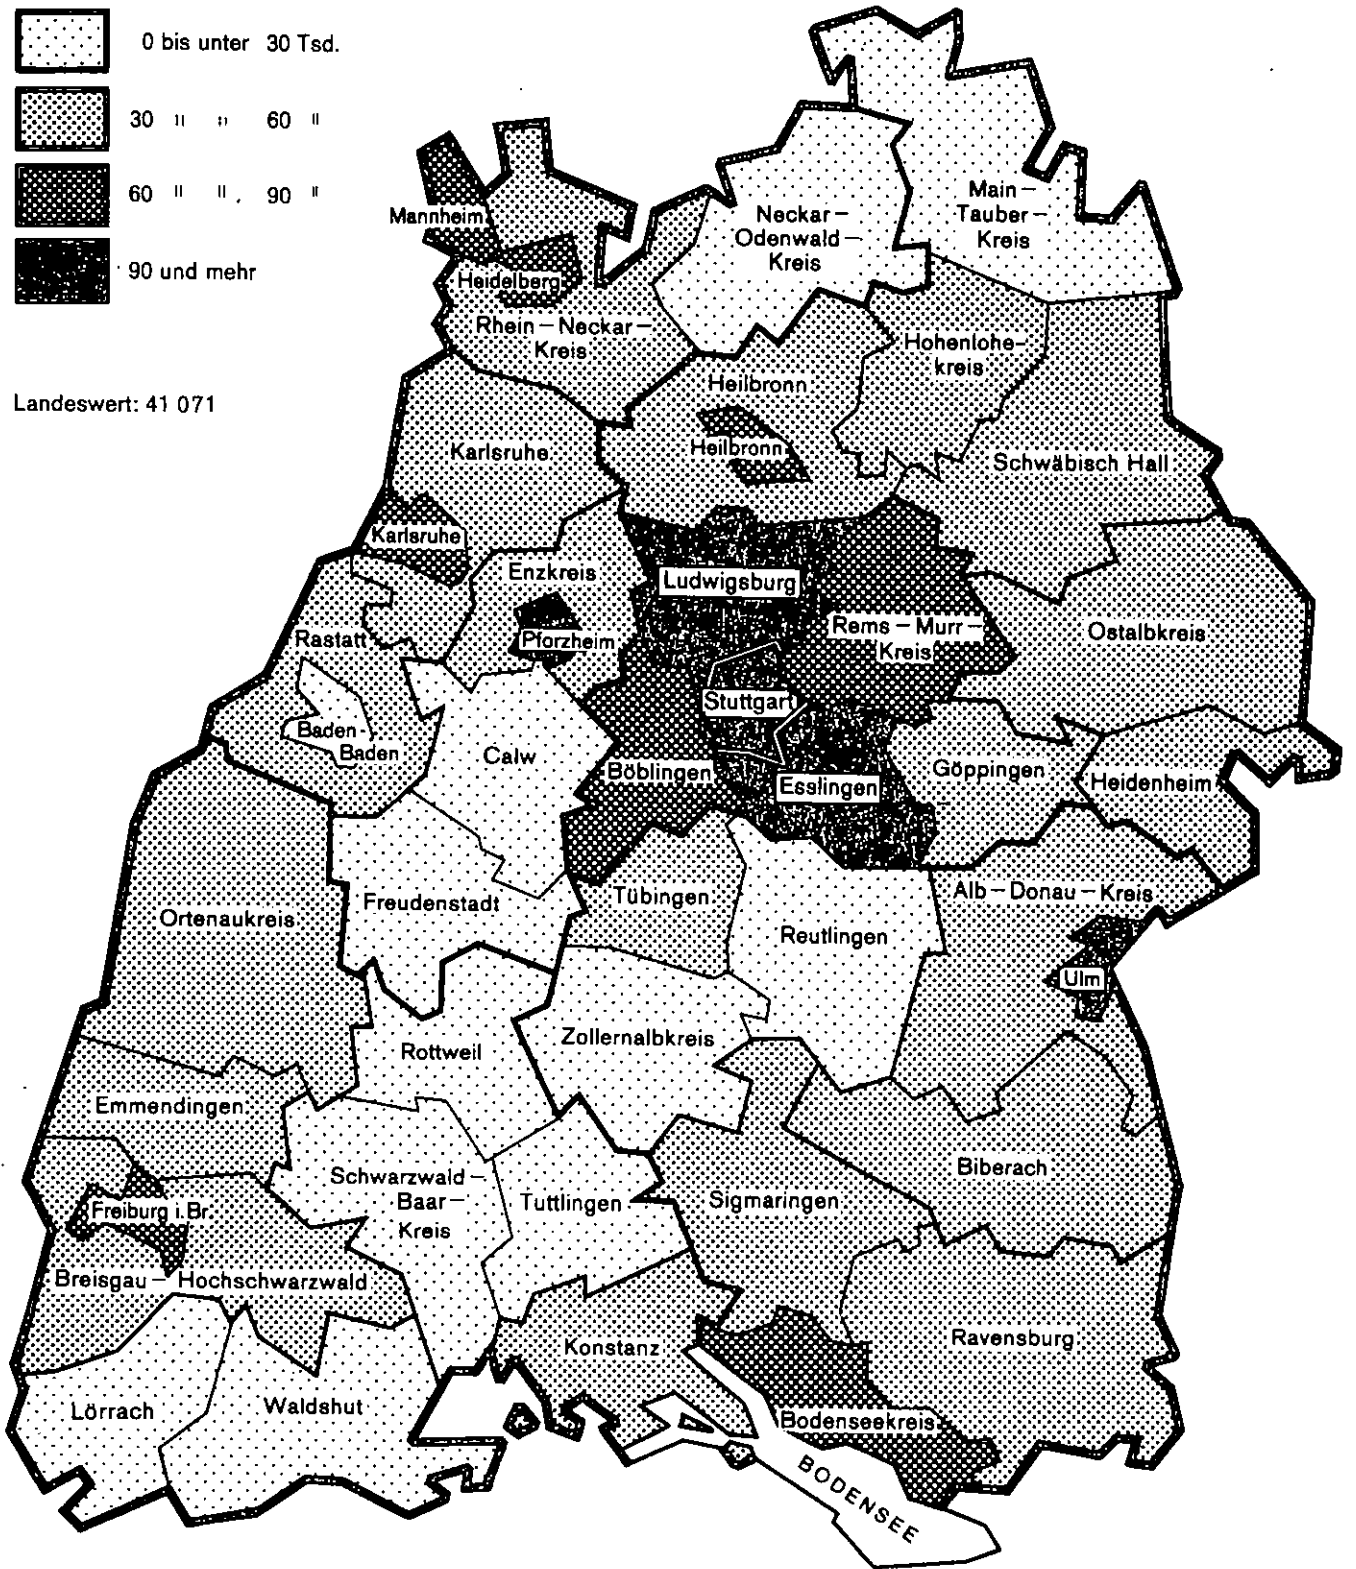 0 bis unter 30 Tsd.
30 " " 60 "
60 " " 90 "
90 und mehr
Landeswert: 41 071
Main-
Tauber-
Kreis
Neckar-
Odenwald-
Kreis
Mannheim
Heidelberg
Rhein-Neckar-
Kreis
Hohenlohe-
kreis
Heilbronn
Heilbronn
Karlsruhe
Schwäbisch Hall
Karlsruhe
Enzkreis
Ludwigsburg
Pforzheim
Rems-Murr-
Kreis
Ostalbkreis
Rastatt
Stuttgart
Baden-
Baden
Calw
Böblingen
Esslingen
Göppingen
Heidenheim
Freudenstadt
Tübingen
Alb-Donau-Kreis
Ortenaukreis
Reutlingen
Ulm
Rottweil
Zollernalbkreis
Emmendingen
Schwarzwald-
Baar-
Kreis
Tuttlingen
Sigmaringen
Biberach
Freiburg i.Br.
Breisgau-Hochschwarzwald
Konstanz
Ravensburg
Lörrach
Waldshut
Bodenseekreis
BODENSEE